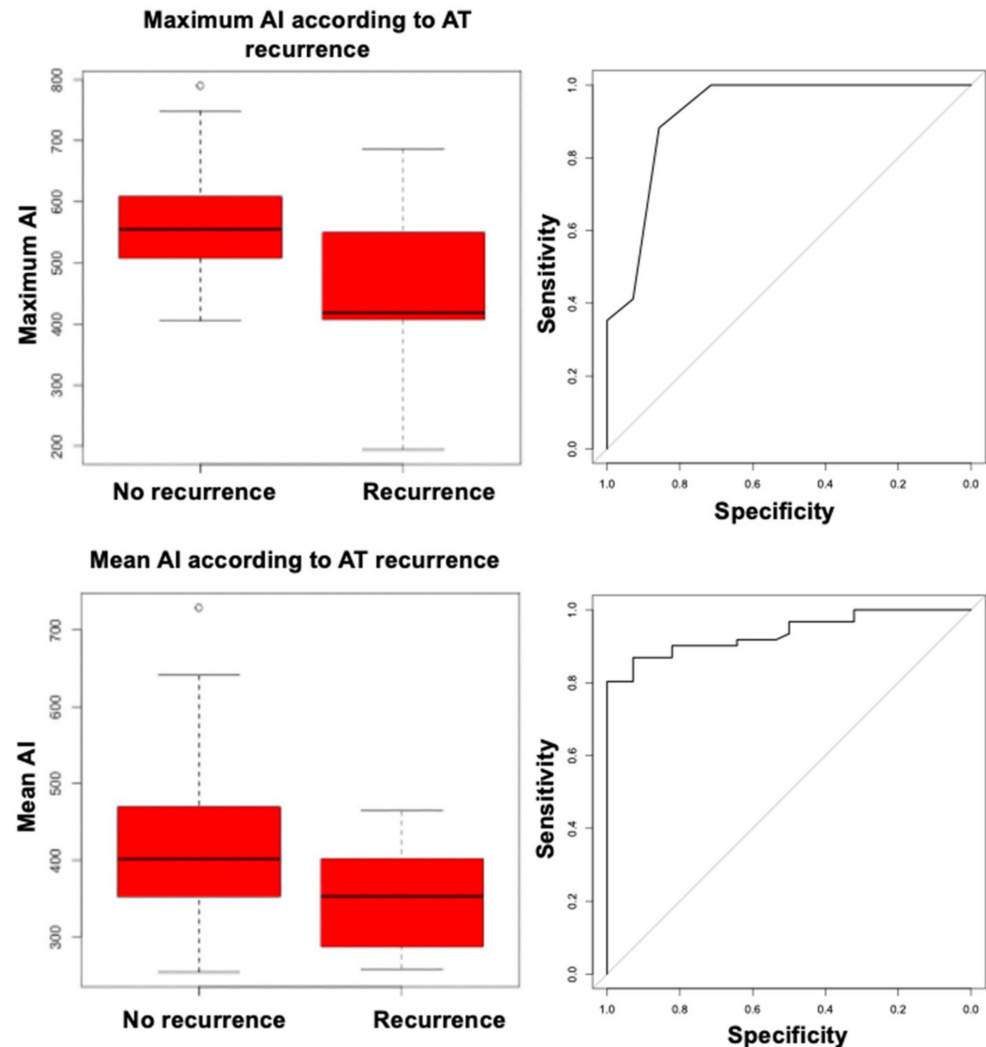 Maximum AI according to AT
recurrence
Maximum AI
800
700
600
500
400
300
200
No recurrence
Recurrence
Sensitivity
1.0
0.8
0.6
0.4
0.2
0.0
1.0
0.8
0.6
0.4
0.2
0.0
Specificity
Mean AI according to AT recurrence
Mean AI
700
600
500
400
300
No recurrence
Recurrence
Sensitivity
1.0
0.8
0.6
0.4
0.2
0.0
1.0
0.8
0.6
0.4
0.2
0.0
Specificity